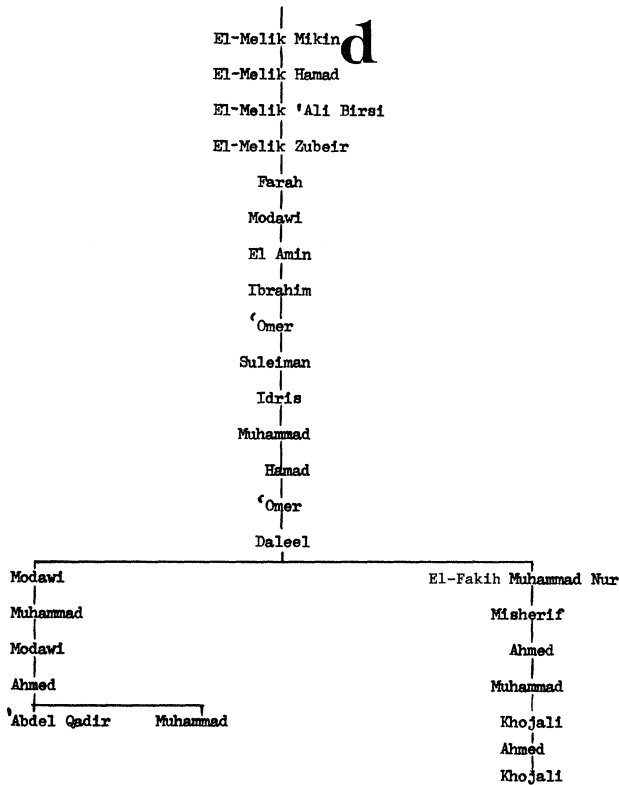 El-Melik Mikin
d
El-Melik Hamad
El-Melik 'Ali Birsi
El-Melik Zubeir
Farah
Modawi
El Amin
Ibrahim
‘Omer
Suleiman
Idris
Muhammad
Hamad
‘Omer
Daleel
Modawi El-Fakih Muhammad Nur
Muhammad Misherif
Modawi Ahmed
Ahmed Muhammad
'Abdel Qadir Muhammad Khojali
Ahmed
Khojali